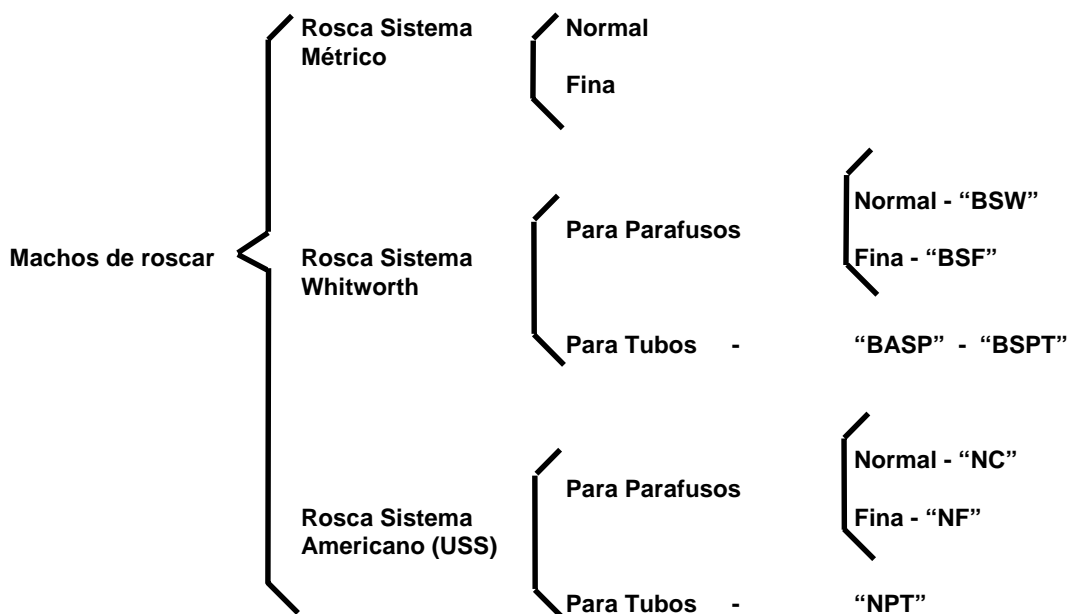 Rosca Sistema
Métrico
Normal
Fina
Machos de roscar
Rosca Sistema
Whitworth
Para Parafusos
Normal - “BSW”
Fina - “BSF”
Para Tubos - “BASP” - “BSPT”
Rosca Sistema
Americano (USS)
Para Parafusos
Normal - “NC”
Fina - “NF”
Para Tubos - “NPT”